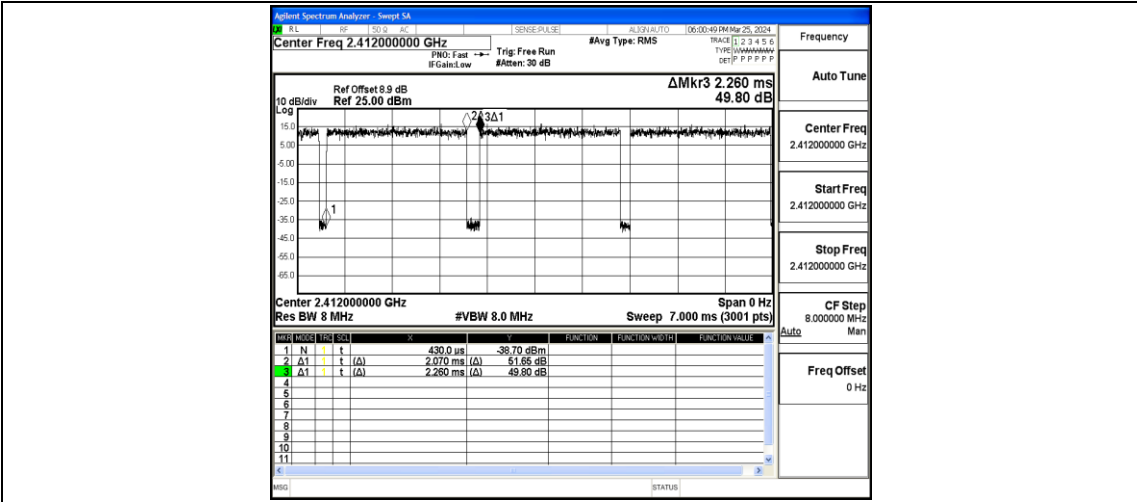 Agilent Spectrum Analyzer - Swept SA
RL RF 50 Ω AC SENSE:PULSE ALIGNAUTO 06:00:49 PM Mar 25, 2024
Center Freq 2.412000000 GHz #Avg Type: RMS TRACE 1 2 3 4 5 6
PNO: Fast Trig: Free Run TYPE
IFGain:Low #Atten: 30 dB DET P P P P P P
ΔMkr3 2.260 ms
Ref Offset 8.9 dB
10 dB/div Ref 25.00 dBm 49.80 dB
Log
15.0
5.00
-5.00
-15.0
-25.0
-35.0
-45.0
-55.0
-65.0
3Δ1
1
Center 2.412000000 GHz Span 0 Hz
Res BW 8 MHz #VBW 8.0 MHz Sweep 7.000 ms (3001 pts)
MKR MODE TRC SCL X Y FUNCTION FUNCTION WIDTH FUNCTION VALUE
1 N 1 t 430.0 us -38.70 dBm
2 Δ1 1 t (Δ) 2.070 ms (Δ) 51.65 dB
3 Δ1 1 t (Δ) 2.260 ms (Δ) 49.80 dB
4
5
6
7
8
9
10
11
MSG STATUS
Frequency
Auto Tune
Center Freq
2.412000000 GHz
Start Freq
2.412000000 GHz
Stop Freq
2.412000000 GHz
CF Step
8.000000 MHz
Auto Man
Freq Offset
0 Hz